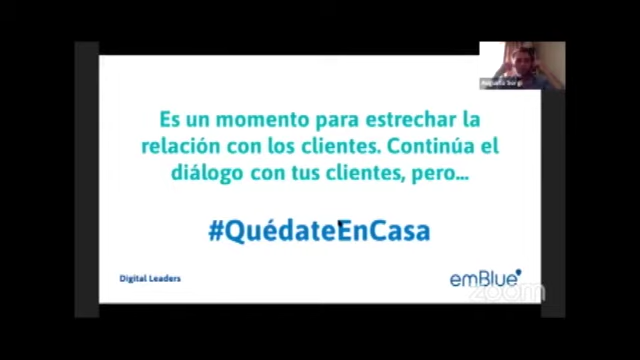 Es un momento para estrechar la
relación con los clientes. Continúa el
diálogo con tus clientes, pero...
#QuédateEnCasa
Digital Leaders
emBlue
zoom